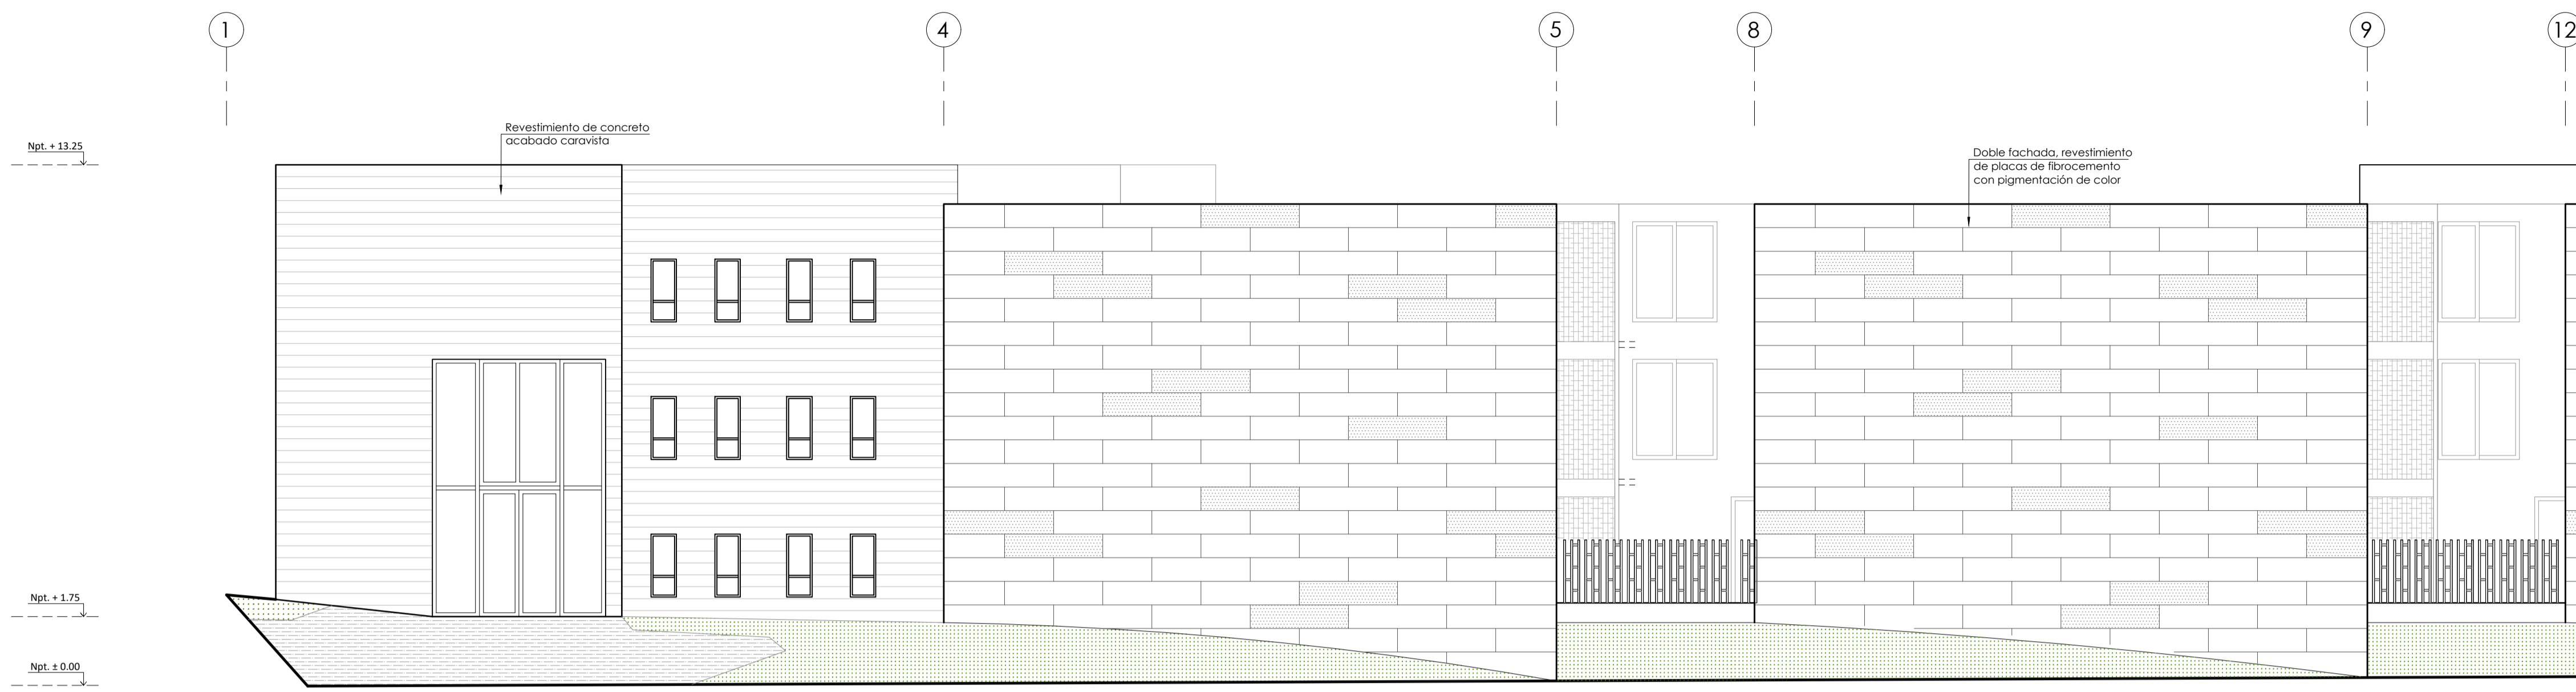 1
4
5
8
9
12
Revestimiento de concreto
acabado caravista
Npt. + 13.25
Doble fachada, revestimiento
de placas de fibrocemento
con pigmentación de color
Npt. + 1.75
Npt. ± 0.00